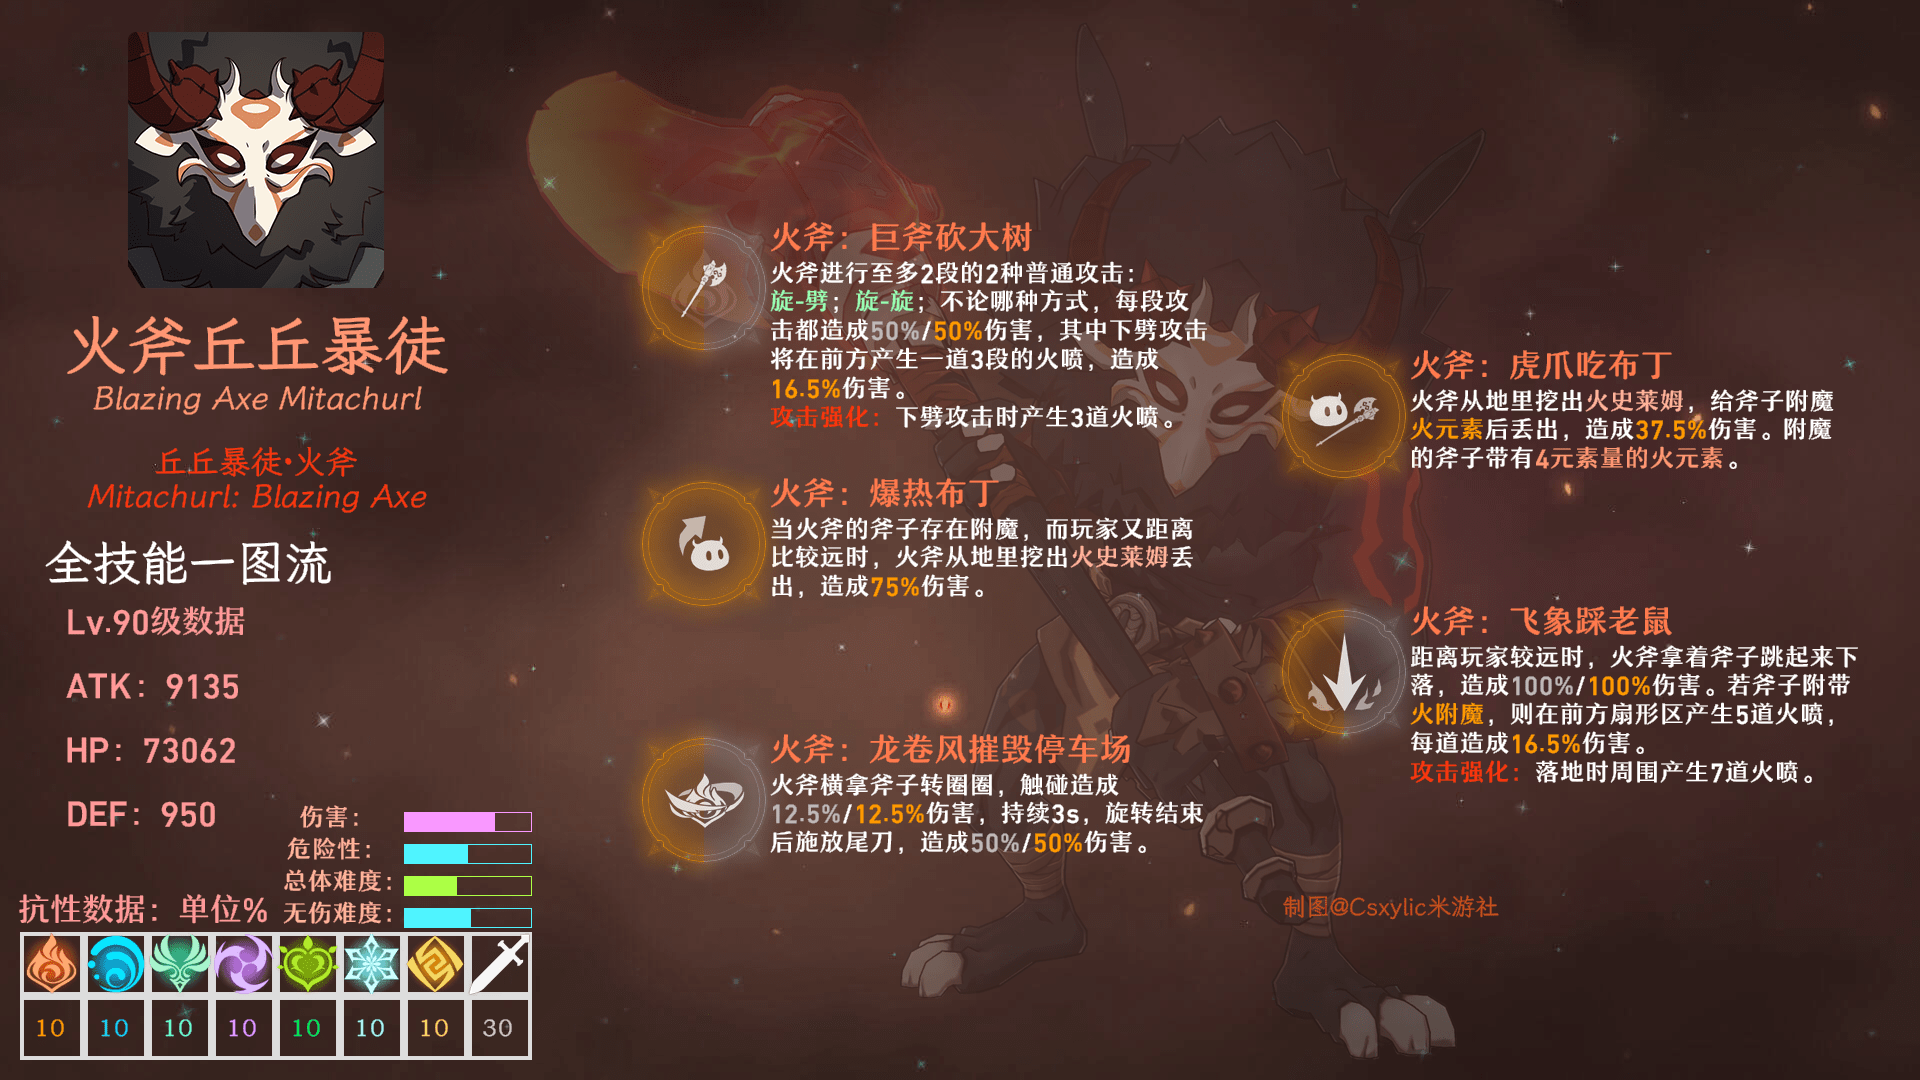 火斧丘丘暴徒
Blazing Axe Mitachurl
丘丘暴徒•火斧
Mitachurl: Blazing Axe
全技能一图流
Lv.90级数据
ATK：9135
HP：73062
DEF：950
伤害：
危险性：
总体难度：
无伤难度：
抗性数据：单位%
10 10 10 10 10 10 10 30
火斧：巨斧砍大树
火斧进行至多2段的2种普通攻击：
旋-劈；旋-旋；不论哪种方式，每段攻
击都造成50%/50%伤害，其中下劈攻击
将在前方产生一道3段的火喷，造成
16.5%伤害。
攻击强化：下劈攻击时产生3道火喷。
火斧：爆热布丁
当火斧的斧子存在附魔，而玩家又距离
比较远时，火斧从地里挖出火史莱姆丢
出，造成75%伤害。
火斧：龙卷风摧毁停车场
火斧横拿斧子转圈圈，触碰造成
12.5%/12.5%伤害，持续3s，旋转结束
后施放尾刀，造成50%/50%伤害。
火斧：虎爪吃布丁
火斧从地里挖出火史莱姆，给斧子附魔
火元素后丢出，造成37.5%伤害。附魔
的斧子带有4元素量的火元素。
火斧：飞象踩老鼠
距离玩家较远时，火斧拿着斧子跳起来下
落，造成100%/100%伤害。若斧子附带
火附魔，则在前方扇形区产生5道火喷，
每道造成16.5%伤害。
攻击强化：落地时周围产生7道火喷。
制图@Csxylic米游社